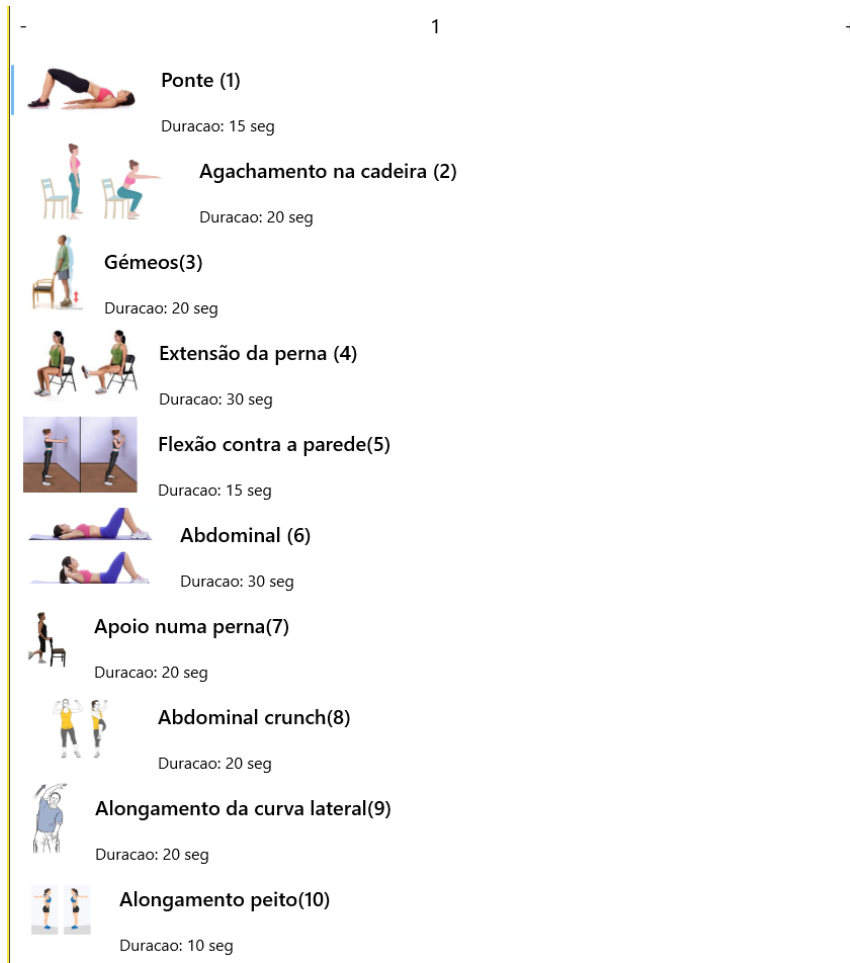 - 1 -
Ponte (1)
Duracao: 15 seg
Agachamento na cadeira (2)
Duracao: 20 seg
Gémeos(3)
Duracao: 20 seg
Extensão da perna (4)
Duracao: 30 seg
Flexão contra a parede(5)
Duracao: 15 seg
Abdominal (6)
Duracao: 30 seg
Apoio numa perna(7)
Duracao: 20 seg
Abdominal crunch(8)
Duracao: 20 seg
Alongamento da curva lateral(9)
Duracao: 20 seg
Alongamento peito(10)
Duracao: 10 seg